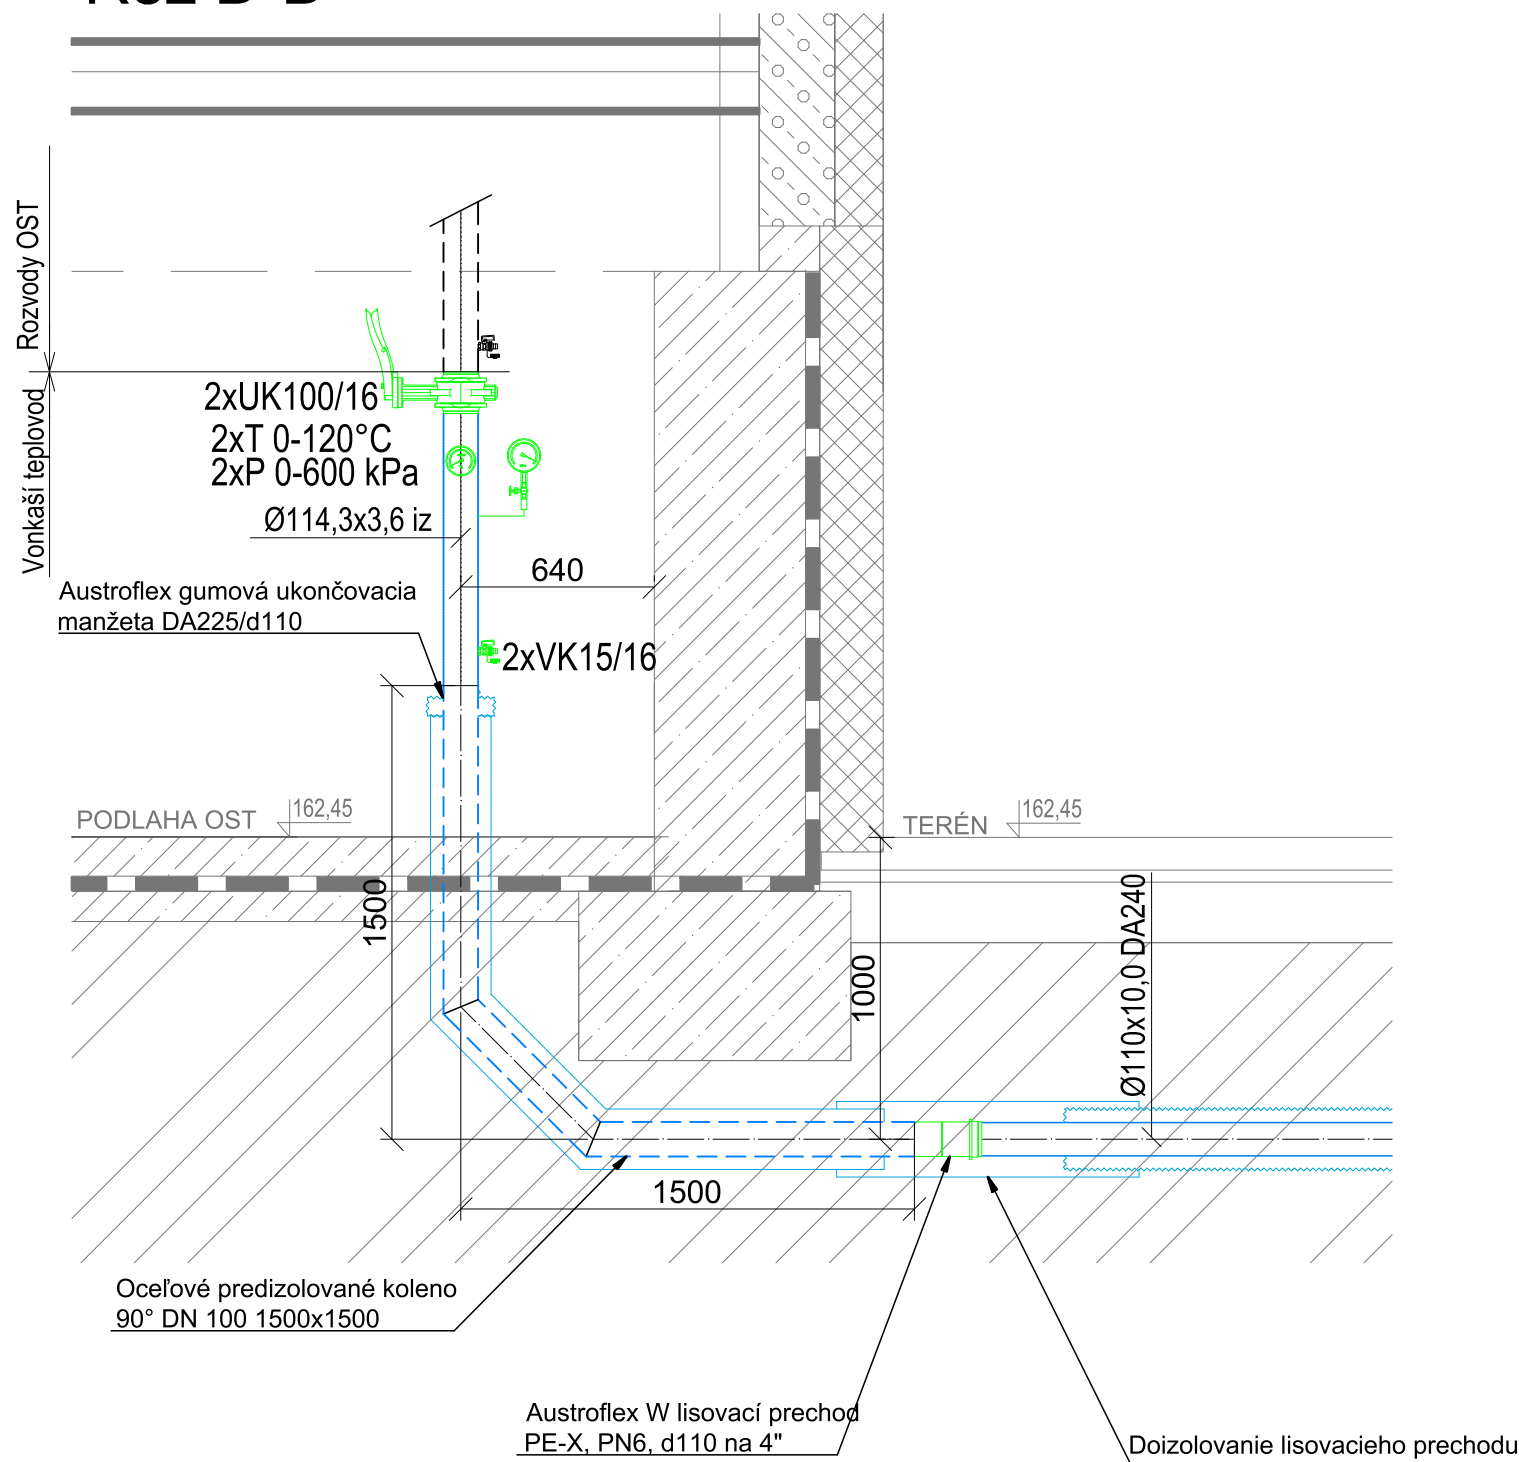 Rozvody OST
Vonkaší teplovod
2xUK100/16
2xT 0-120°C
2xP 0-600 kPa
Ø114,3x3,6 iz
640
Austroflex gumová ukončovacia
manžeta DA225/d110
2xVK15/16
PODLAHA OST
162,45
TERÉN
162,45
1500
1000
Ø110x10,0 DA240
1500
Oceľové predizolované koleno
90° DN 100 1500x1500
Austroflex W lisovací prechod
PE-X, PN6, d110 na 4"
Doizolovanie lisovacieho prechodu